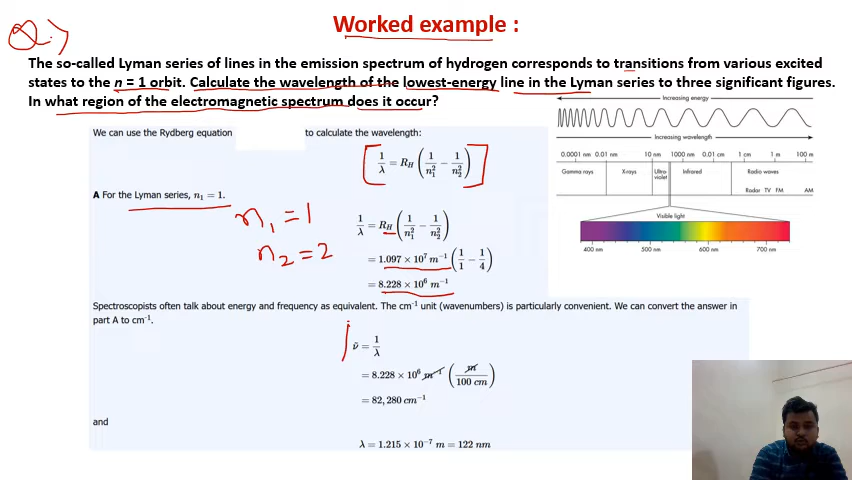 Q.)
Worked example :
The so-called Lyman series of lines in the emission spectrum of hydrogen corresponds to transitions from various excited
states to the n = 1 orbit. Calculate the wavelength of the lowest-energy line in the Lyman series to three significant figures.
In what region of the electromagnetic spectrum does it occur?
We can use the Rydberg equation to calculate the wavelength:
1/λ = R_H (1/n₁² − 1/n₂²)
A For the Lyman series, n₁ = 1.
n₁ = 1
n₂ = 2
1/λ = R_H (1/n₁² − 1/n₂²)
= 1.097 × 10⁷ m⁻¹ (1/1 − 1/4)
= 8.228 × 10⁶ m⁻¹
Spectroscopists often talk about energy and frequency as equivalent. The cm⁻¹ unit (wavenumbers) is particularly convenient. We can convert the answer in
part A to cm⁻¹.
ν̃ = 1/λ
= 8.228 × 10⁶ m⁻¹ (m/100 cm)
= 82,280 cm⁻¹
and
λ = 1.215 × 10⁻⁷ m = 122 nm
Increasing energy
Increasing wavelength
0.0001 nm 0.01 nm 10 nm 1000 nm 0.01 cm 1 cm 1 m 100 m
Gamma rays X-rays Ultra-
violet Infrared Radio waves
Radar TV FM AM
Visible light
400 nm 500 nm 600 nm 700 nm